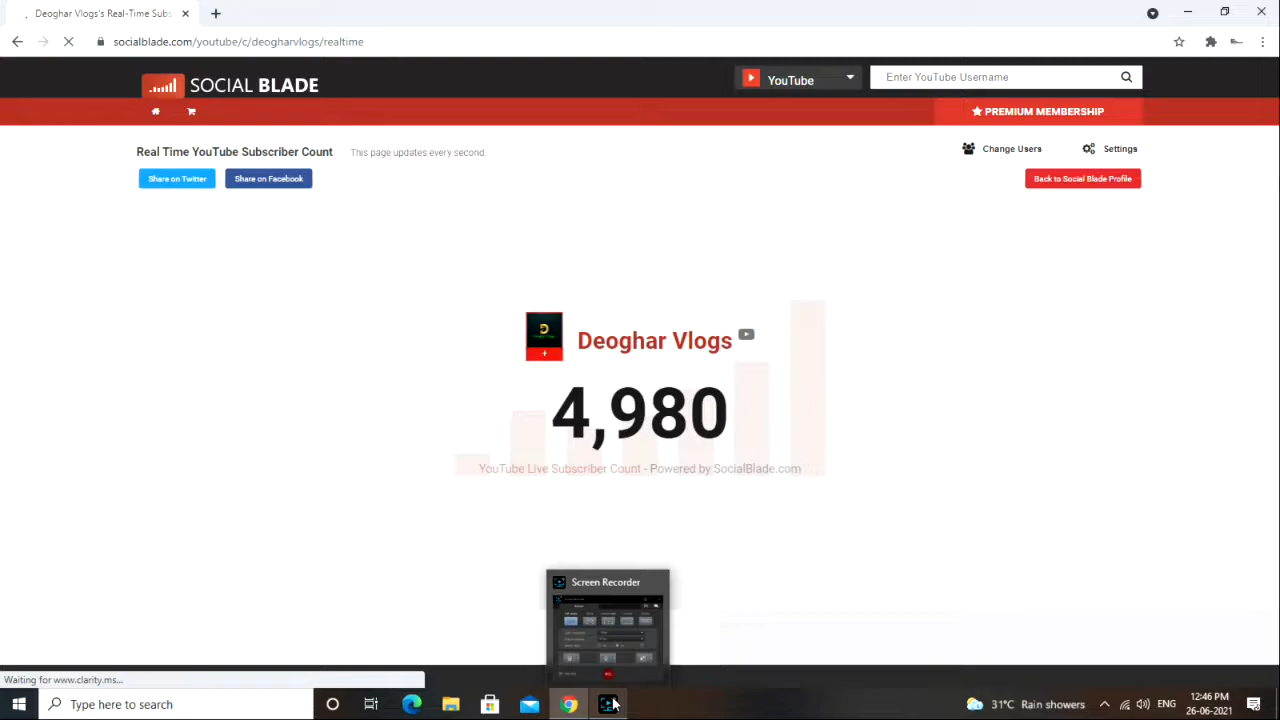 Deoghar Vlogs's Real-Time Subs
socialblade.com/youtube/c/deogharvlogs/realtime
SOCIAL BLADE
YouTube
Enter YouTube Username
PREMIUM MEMBERSHIP
Real Time YouTube Subscriber Count
This page updates every second.
Change Users
Settings
Share on Twitter
Share on Facebook
Back to Social Blade Profile
D
Deoghar Vlogs
4,980
YouTube Live Subscriber Count - Powered by SocialBlade.com
Screen Recorder
Waiting for www.clarity.ms...
Type here to search
31°C Rain showers
ENG
12:46 PM
26-06-2021